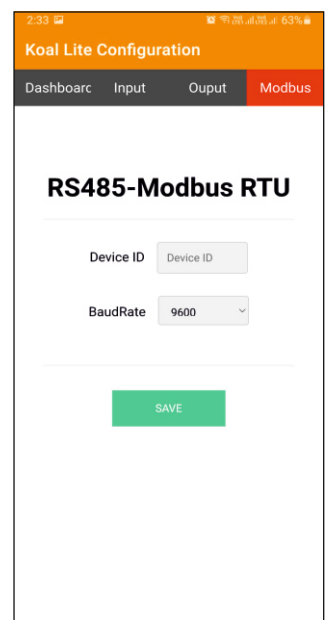 2:33 63%
Koal Lite Configuration
Dashboarc Input Ouput Modbus
RS485-Modbus RTU
Device ID Device ID
BaudRate 9600
SAVE